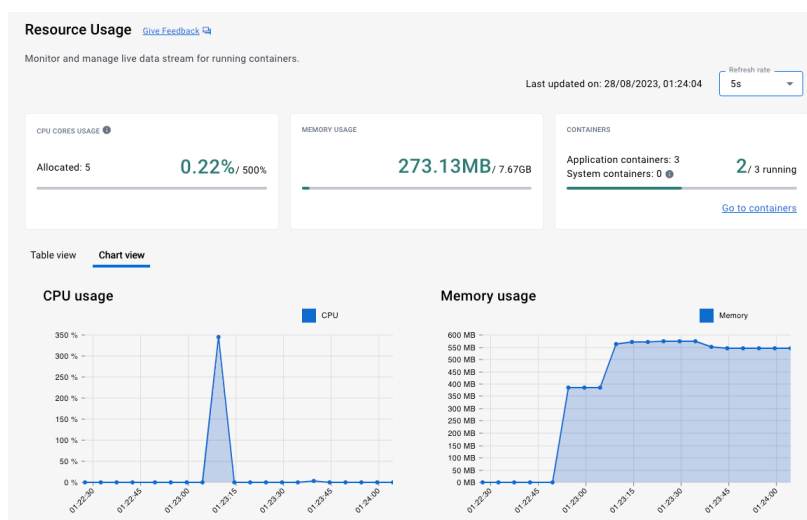 Resource Usage Give Feedback
Monitor and manage live data stream for running containers.
Last updated on: 28/08/2023, 01:24:04
Refresh rate
5s
CPU CORES USAGE
Allocated: 5
0.22%/ 500%
MEMORY USAGE
273.13MB/ 7.67GB
CONTAINERS
Application containers: 3
System containers: 0
2/ 3 running
Go to containers
Table view Chart view
CPU usage
CPU
350 %
300 %
250 %
200 %
150 %
100 %
50 %
0 %
01:22:30 01:22:45 01:23:00 01:23:15 01:23:30 01:23:45 01:24:00
Memory usage
Memory
600 MB
550 MB
500 MB
450 MB
400 MB
350 MB
300 MB
250 MB
200 MB
150 MB
100 MB
50 MB
0 MB
01:22:30 01:22:45 01:23:00 01:23:15 01:23:30 01:23:45 01:24:00